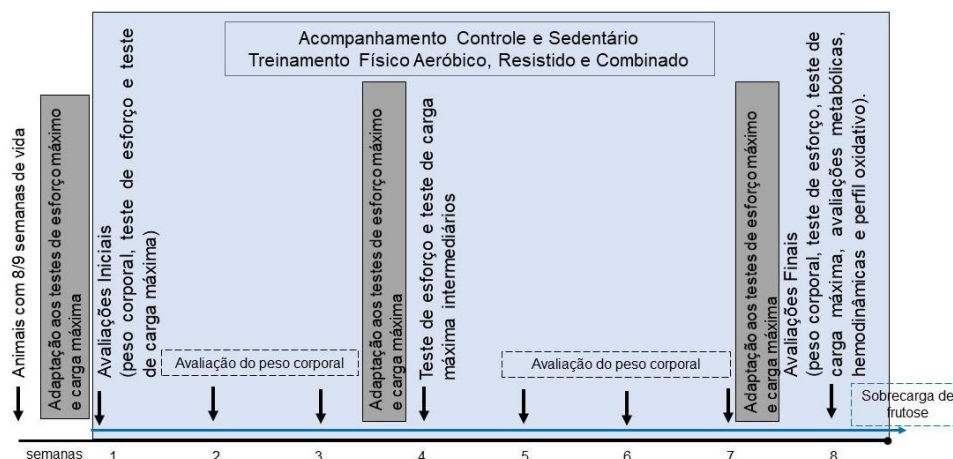 Acompanhamento Controle e Sedentário
Treinamento Físico Aeróbico, Resistido e Combinado
Animais com 8/9 semanas de vida
Adaptação aos testes de esforço máximo
e carga máxima
Avaliações Iniciais
(peso corporal, teste de esforço e teste
de carga máxima)
Avaliação do peso corporal
Adaptação aos testes de esforço máximo
e carga máxima
Teste de esforço e teste de carga
máxima intermediários
Avaliação do peso corporal
Adaptação aos testes de esforço máximo
e carga máxima
Avaliações Finais
(peso corporal, teste de esforço, teste de
carga máxima, avaliações metabólicas,
hemodinâmicas e perfil oxidativo).
Sobrecarga de
frutose
semanas 1 2 3 4 5 6 7 8